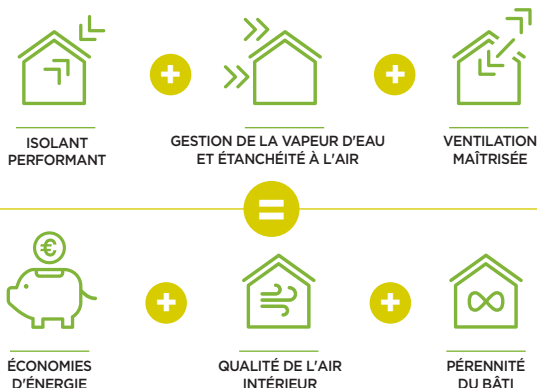 ISOLANT
PERFORMANT
GESTION DE LA VAPEUR D'EAU
ET ÉTANCHÉITÉ À L'AIR
VENTILATION
MAÎTRISÉE
€
ÉCONOMIES
D'ÉNERGIE
QUALITÉ DE L'AIR
INTÉRIEUR
PÉRENNITÉ
DU BÂTI